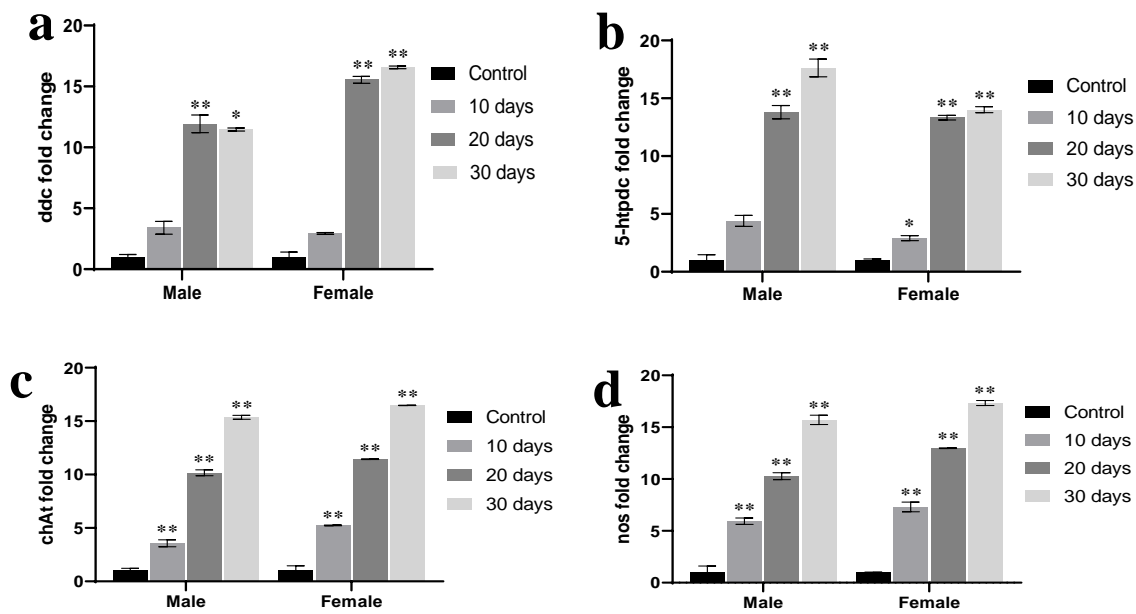 a
ddc fold change
20
15
10
5
0
** *
** **
Male Female
Control
10 days
20 days
30 days
b
5-htpdc fold change
20
15
10
5
0
** **
* ** **
Male Female
Control
10 days
20 days
30 days
c
chAt fold change
20
15
10
5
0
** ** **
** ** **
Male Female
Control
10 days
20 days
30 days
d
nos fold change
20
15
10
5
0
** ** **
** ** **
Male Female
Control
10 days
20 days
30 days